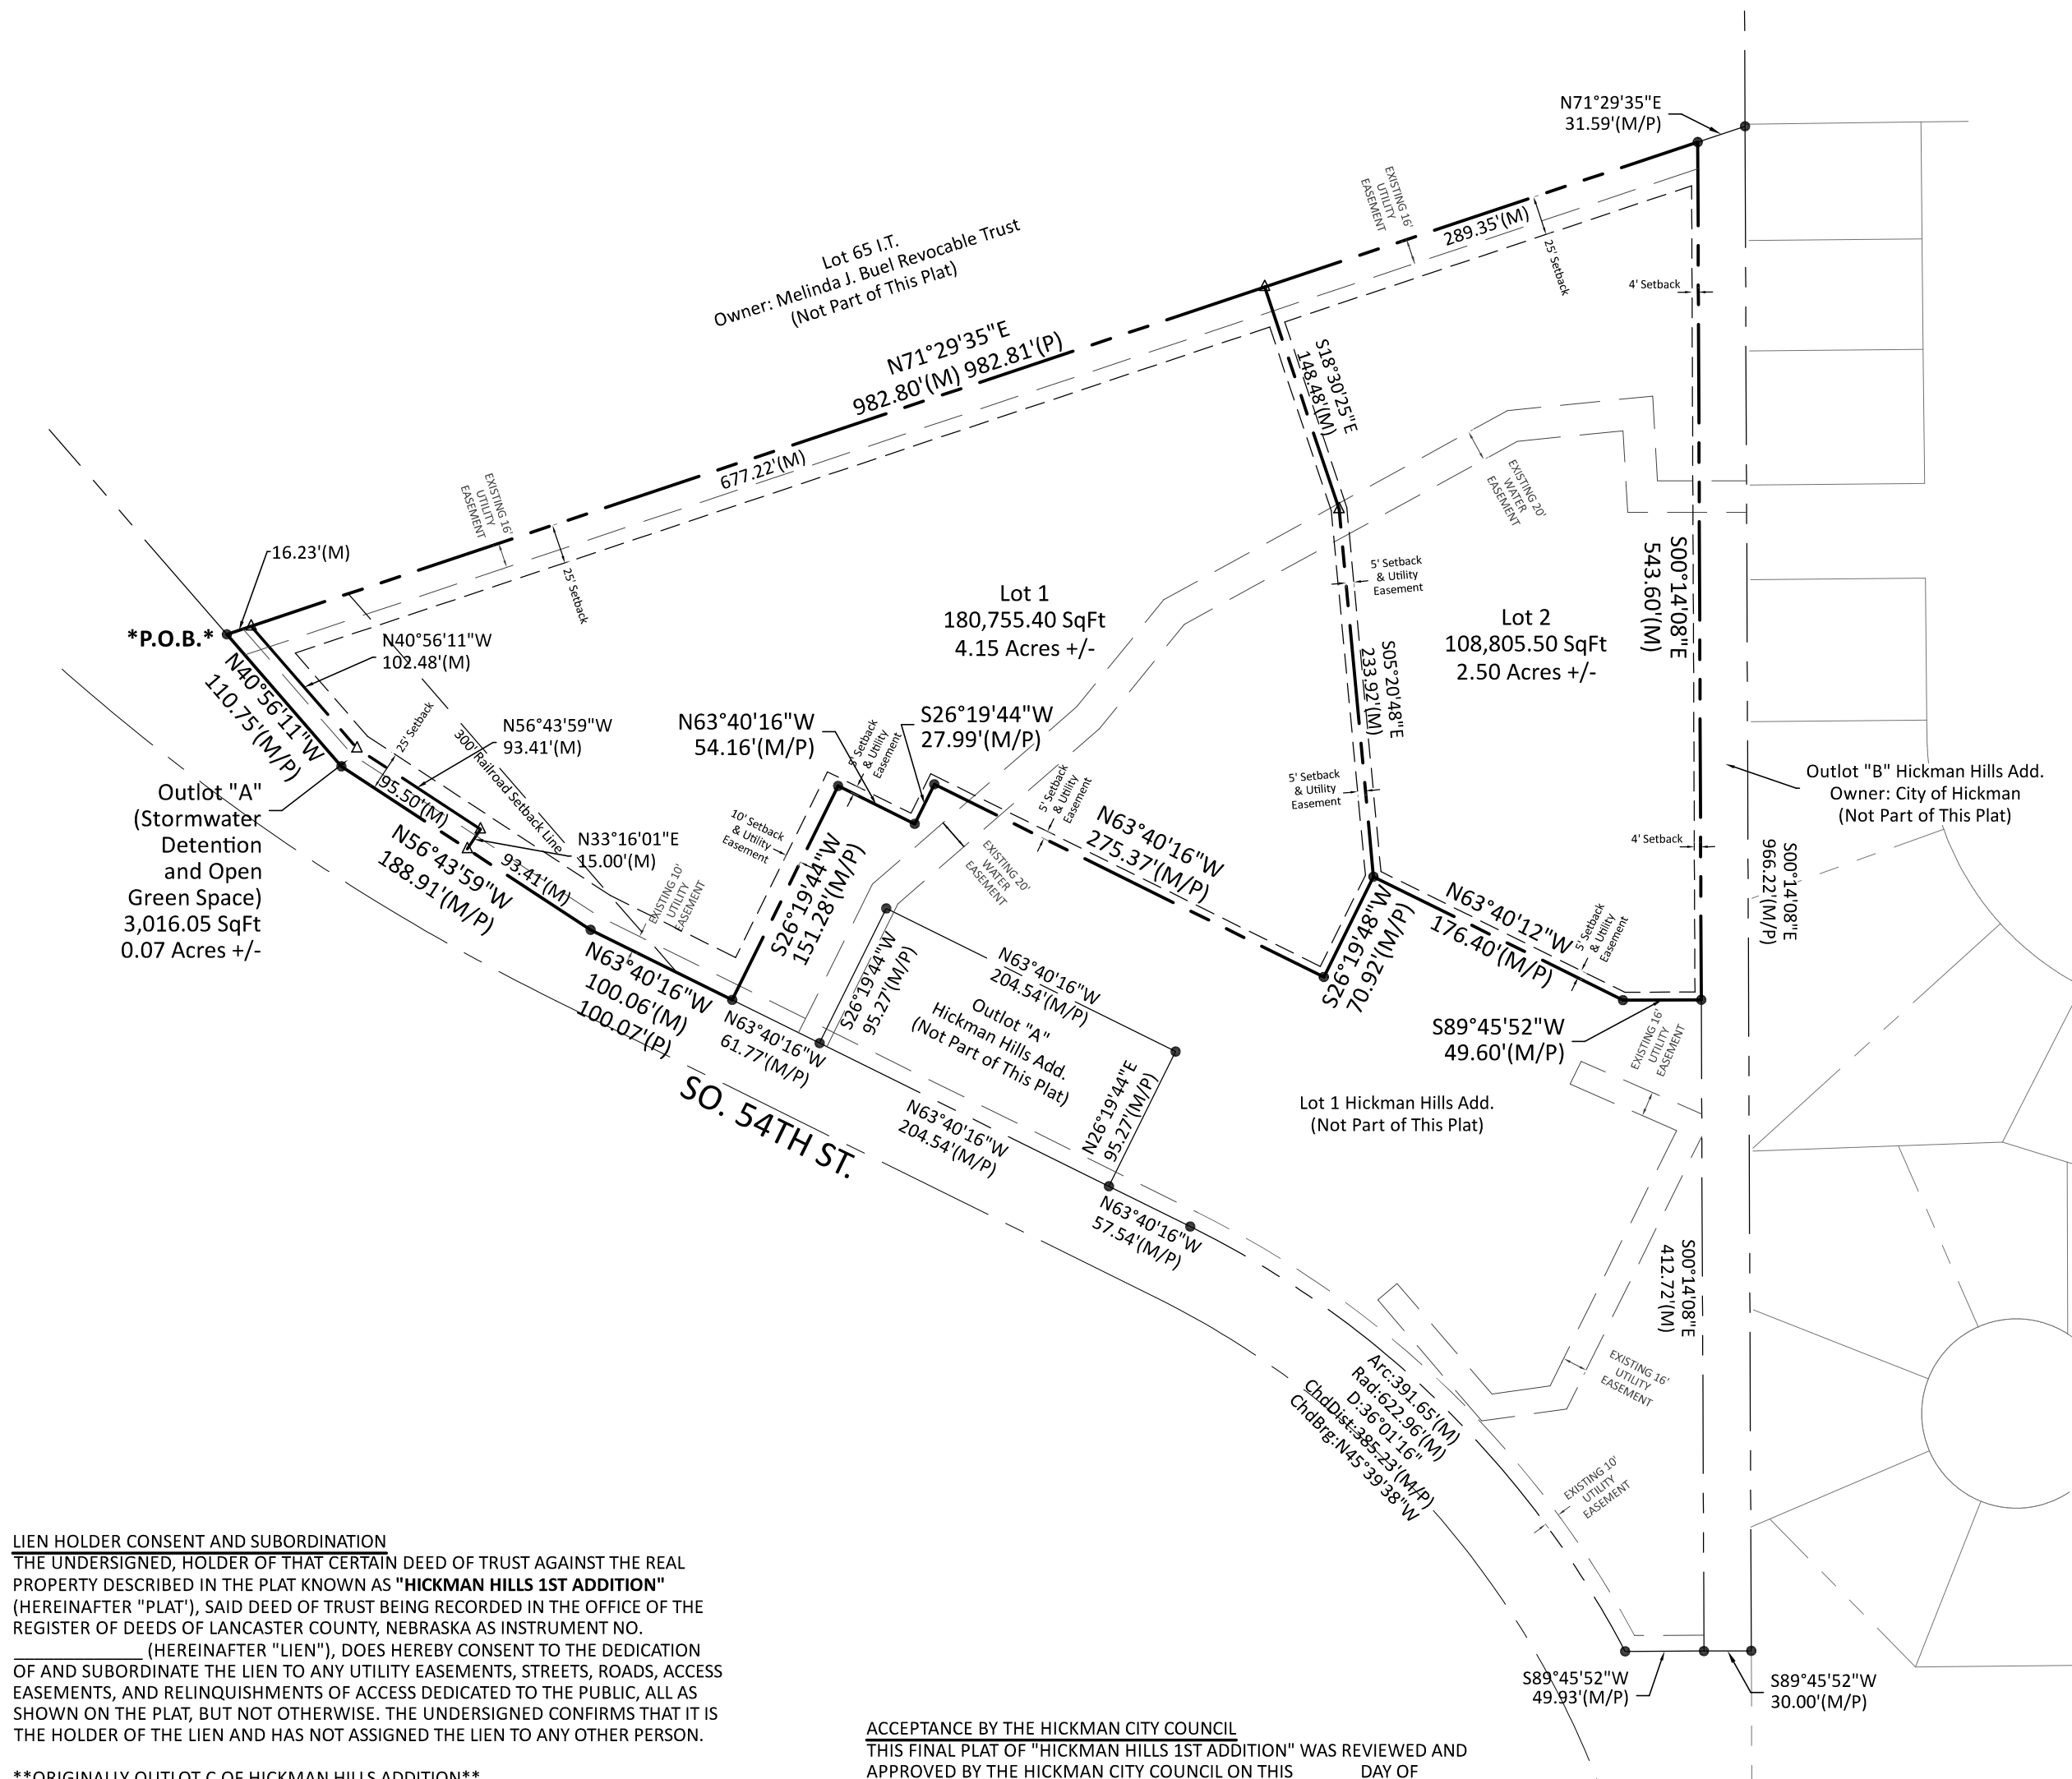 N71°29'35"E
31.59'(M/P)
EXISTING 16'
UTILITY
EASEMENT
289.35'(M)
25' Setback
4' Setback
Lot 65 I.T.
Owner: Melinda J. Buel Revocable Trust
(Not Part of This Plat)
N71°29'35"E
982.80'(M) 982.81'(P)
S18°30'25"E
148.48'(M)
677.22'(M)
EXISTING 16'
UTILITY
EASEMENT
25' Setback
EXISTING 20'
WATER
EASEMENT
16.23'(M)
*P.O.B.*
N40°56'11"W
102.48'(M)
N40°56'11"W
110.75'(M/P)
Lot 1
180,755.40 SqFt
4.15 Acres +/-
5' Setback
& Utility
Easement
Lot 2
108,805.50 SqFt
2.50 Acres +/-
S00°14'08"E
543.60'(M)
S05°20'48"E
233.92'(M)
25' Setback
300' Railroad Setback Line
N56°43'59"W
93.41'(M)
N63°40'16"W
54.16'(M/P)
5' Setback
& Utility
Easement
S26°19'44"W
27.99'(M/P)
5' Setback
& Utility
Easement
5' Setback
& Utility
Easement
Outlot "B" Hickman Hills Add.
Owner: City of Hickman
(Not Part of This Plat)
Outlot "A"
(Stormwater
Detention
and Open
Green Space)
3,016.05 SqFt
0.07 Acres +/-
95.50'(M)
N56°43'59"W
188.91'(M/P)
93.41'(M)
N33°16'01"E
15.00'(M)
10' Setback
& Utility
Easement
EXISTING 10'
UTILITY
EASEMENT
S26°19'44"W
151.28'(M/P)
EXISTING 20'
WATER
EASEMENT
N63°40'16"W
275.37'(M/P)
4' Setback
S00°14'08"E
966.22'(M/P)
S26°19'48"W
70.92'(M/P)
N63°40'12"W
176.40'(M/P)
5' Setback
& Utility
Easement
N63°40'16"W
100.06'(M)
100.07'(P)
N63°40'16"W
61.77'(M/P)
S26°19'44"W
95.27'(M/P)
N63°40'16"W
204.54'(M/P)
Outlot "A"
Hickman Hills Add.
(Not Part of This Plat)
S89°45'52"W
49.60'(M/P)
EXISTING 16'
UTILITY
EASEMENT
SO. 54TH ST.
N63°40'16"W
204.54'(M/P)
N26°19'44"E
95.27'(M/P)
Lot 1 Hickman Hills Add.
(Not Part of This Plat)
N63°40'16"W
57.54'(M/P)
S00°14'08"E
412.72'(M)
EXISTING 16'
UTILITY
EASEMENT
Arc:391.65'(M)
Rad:622.96'(M)
D:36°01'16"
ChdDist:385.23'(M/P)
ChdBrg:N45°39'38"W
EXISTING 10'
UTILITY
EASEMENT
S89°45'52"W
49.93'(M/P)
S89°45'52"W
30.00'(M/P)
LIEN HOLDER CONSENT AND SUBORDINATION
THE UNDERSIGNED, HOLDER OF THAT CERTAIN DEED OF TRUST AGAINST THE REAL
PROPERTY DESCRIBED IN THE PLAT KNOWN AS "HICKMAN HILLS 1ST ADDITION"
(HEREINAFTER "PLAT'), SAID DEED OF TRUST BEING RECORDED IN THE OFFICE OF THE
REGISTER OF DEEDS OF LANCASTER COUNTY, NEBRASKA AS INSTRUMENT NO.
______________ (HEREINAFTER "LIEN"), DOES HEREBY CONSENT TO THE DEDICATION
OF AND SUBORDINATE THE LIEN TO ANY UTILITY EASEMENTS, STREETS, ROADS, ACCESS
EASEMENTS, AND RELINQUISHMENTS OF ACCESS DEDICATED TO THE PUBLIC, ALL AS
SHOWN ON THE PLAT, BUT NOT OTHERWISE. THE UNDERSIGNED CONFIRMS THAT IT IS
THE HOLDER OF THE LIEN AND HAS NOT ASSIGNED THE LIEN TO ANY OTHER PERSON.
**ORIGINALLY OUTLOT C OF HICKMAN HILLS ADDITION**
ACCEPTANCE BY THE HICKMAN CITY COUNCIL
THIS FINAL PLAT OF "HICKMAN HILLS 1ST ADDITION" WAS REVIEWED AND
APPROVED BY THE HICKMAN CITY COUNCIL ON THIS DAY OF